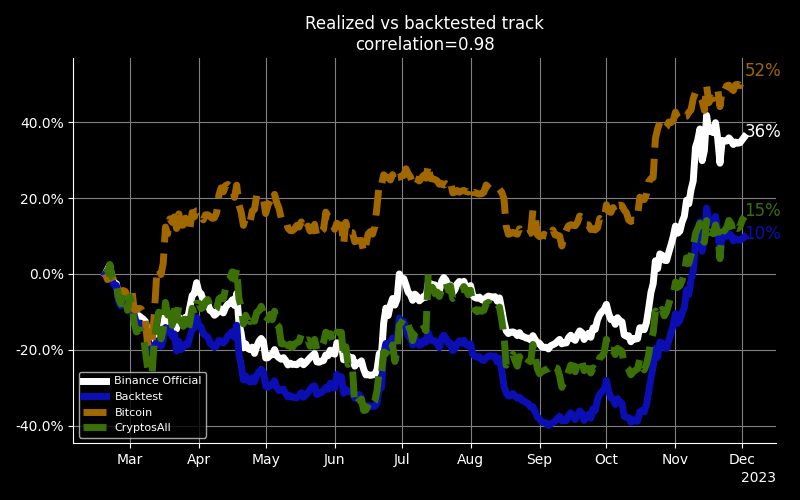 Realized vs backtested track
correlation=0.98
52%
40.0%
36%
20.0%
15%
10%
0.0%
-20.0%
-40.0%
Binance Official
Backtest
Bitcoin
CryptosAll
Mar Apr May Jun Jul Aug Sep Oct Nov Dec
2023